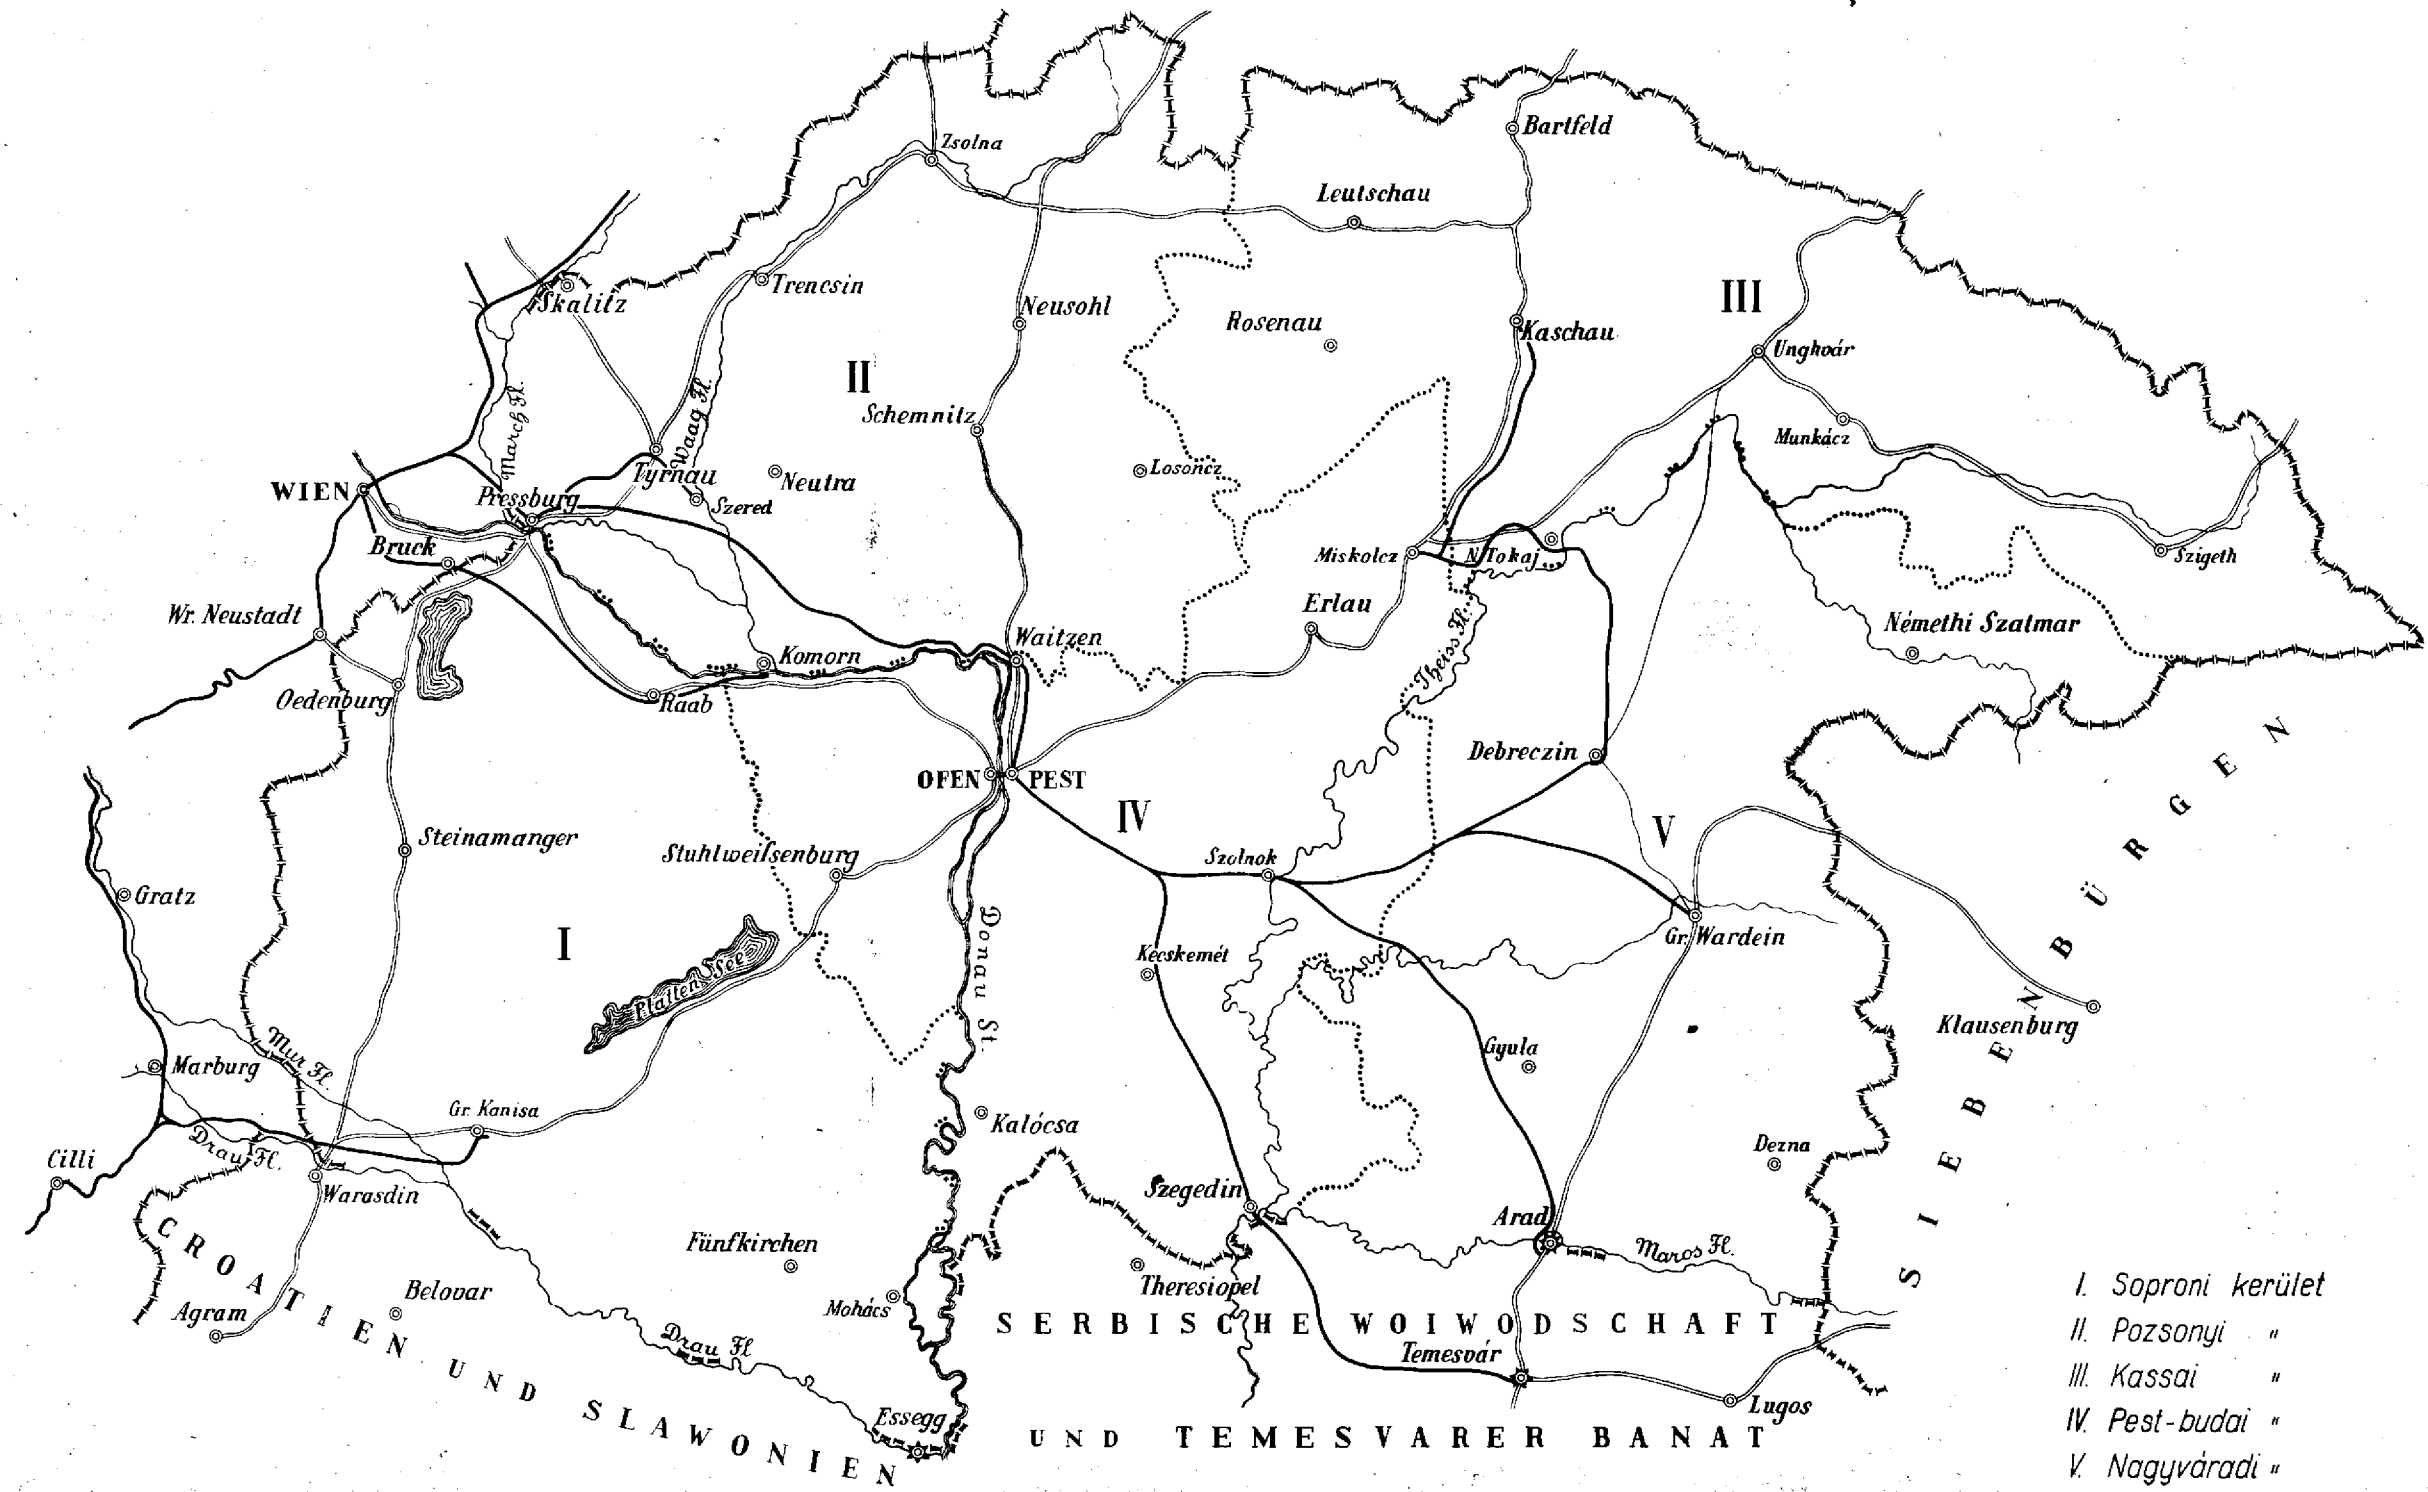 Bartfeld
Zsolna
Leutschau
Trencsin
Skalitz
III
Neusohl
Rosenau
Kaschau
Unghvár
March Fl.
II
Waag Fl.
Schemnitz
Munkácz
Tyrnau
Neutra
Losoncz
WIEN
Pressburg
Szered
Bruck
Miskolcz
N. Tokaj
Szigeth
Wr. Neustadt
Erlau
Némethi Szatmar
Waitzen
Komorn
Theiss Fl.
Oedenburg
Raab
OFEN
PEST
Debreczin
IV
V
Steinamanger
Stuhlweißsenburg
Szolnok
Gratz
I
Donau St.
Platten See
Kecskemét
Gr. Wardein
SIEBENBÜRGEN
Klausenburg
Mur Fl.
Marburg
Gyula
Gr. Kanisa
Kalócsa
Drau Fl.
Cilli
Dezna
Warasdin
Szegedin
Arad
Maros Fl.
Fünfkirchen
Theresiopel
Belovar
Mohács
Agram
CROATIEN UND SLAWONIEN
SERBISCHE WOIWODSCHAFT
Drau Fl
Temesvár
Lugos
Essegg
UND TEMESVARER BANAT
I. Soproni kerület
II. Pozsonyi "
III. Kassai "
IV. Pest-budai "
V. Nagyváradi "